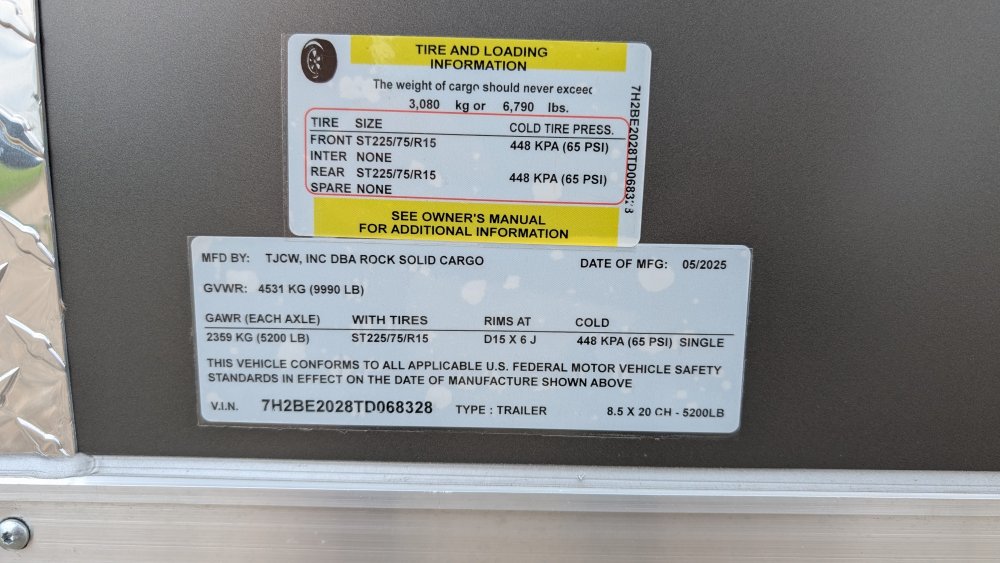 TIRE AND LOADING
INFORMATION
The weight of cargo should never exceed
3,080 kg or 6,790 lbs.
TIRE SIZE COLD TIRE PRESS.
FRONT ST225/75/R15 448 KPA (65 PSI)
INTER NONE
REAR ST225/75/R15 448 KPA (65 PSI)
SPARE NONE
SEE OWNER'S MANUAL
FOR ADDITIONAL INFORMATION
7H2BE2028TD068328
MFD BY: TJCW, INC DBA ROCK SOLID CARGO DATE OF MFG: 05/2025
GVWR: 4531 KG (9990 LB)
GAWR (EACH AXLE) WITH TIRES RIMS AT COLD
2359 KG (5200 LB) ST225/75/R15 D15 X 6 J 448 KPA (65 PSI) SINGLE
THIS VEHICLE CONFORMS TO ALL APPLICABLE U.S. FEDERAL MOTOR VEHICLE SAFETY
STANDARDS IN EFFECT ON THE DATE OF MANUFACTURE SHOWN ABOVE
V.I.N. 7H2BE2028TD068328 TYPE : TRAILER 8.5 X 20 CH - 5200LB